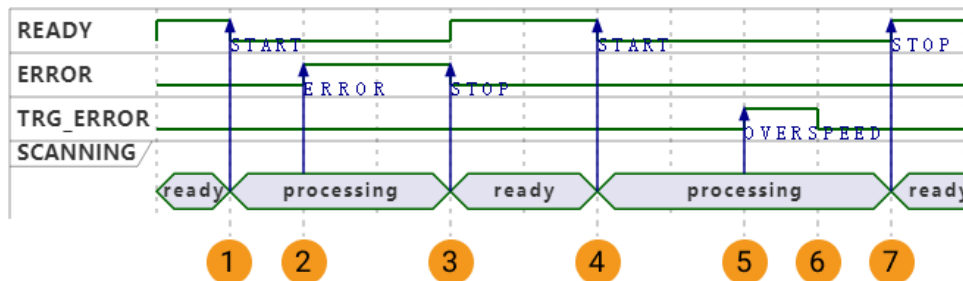 READY
START START STOP
ERROR
ERROR STOP
TRG_ERROR
OVERSPEED
SCANNING
ready processing ready processing ready
1 2 3 4 5 6 7